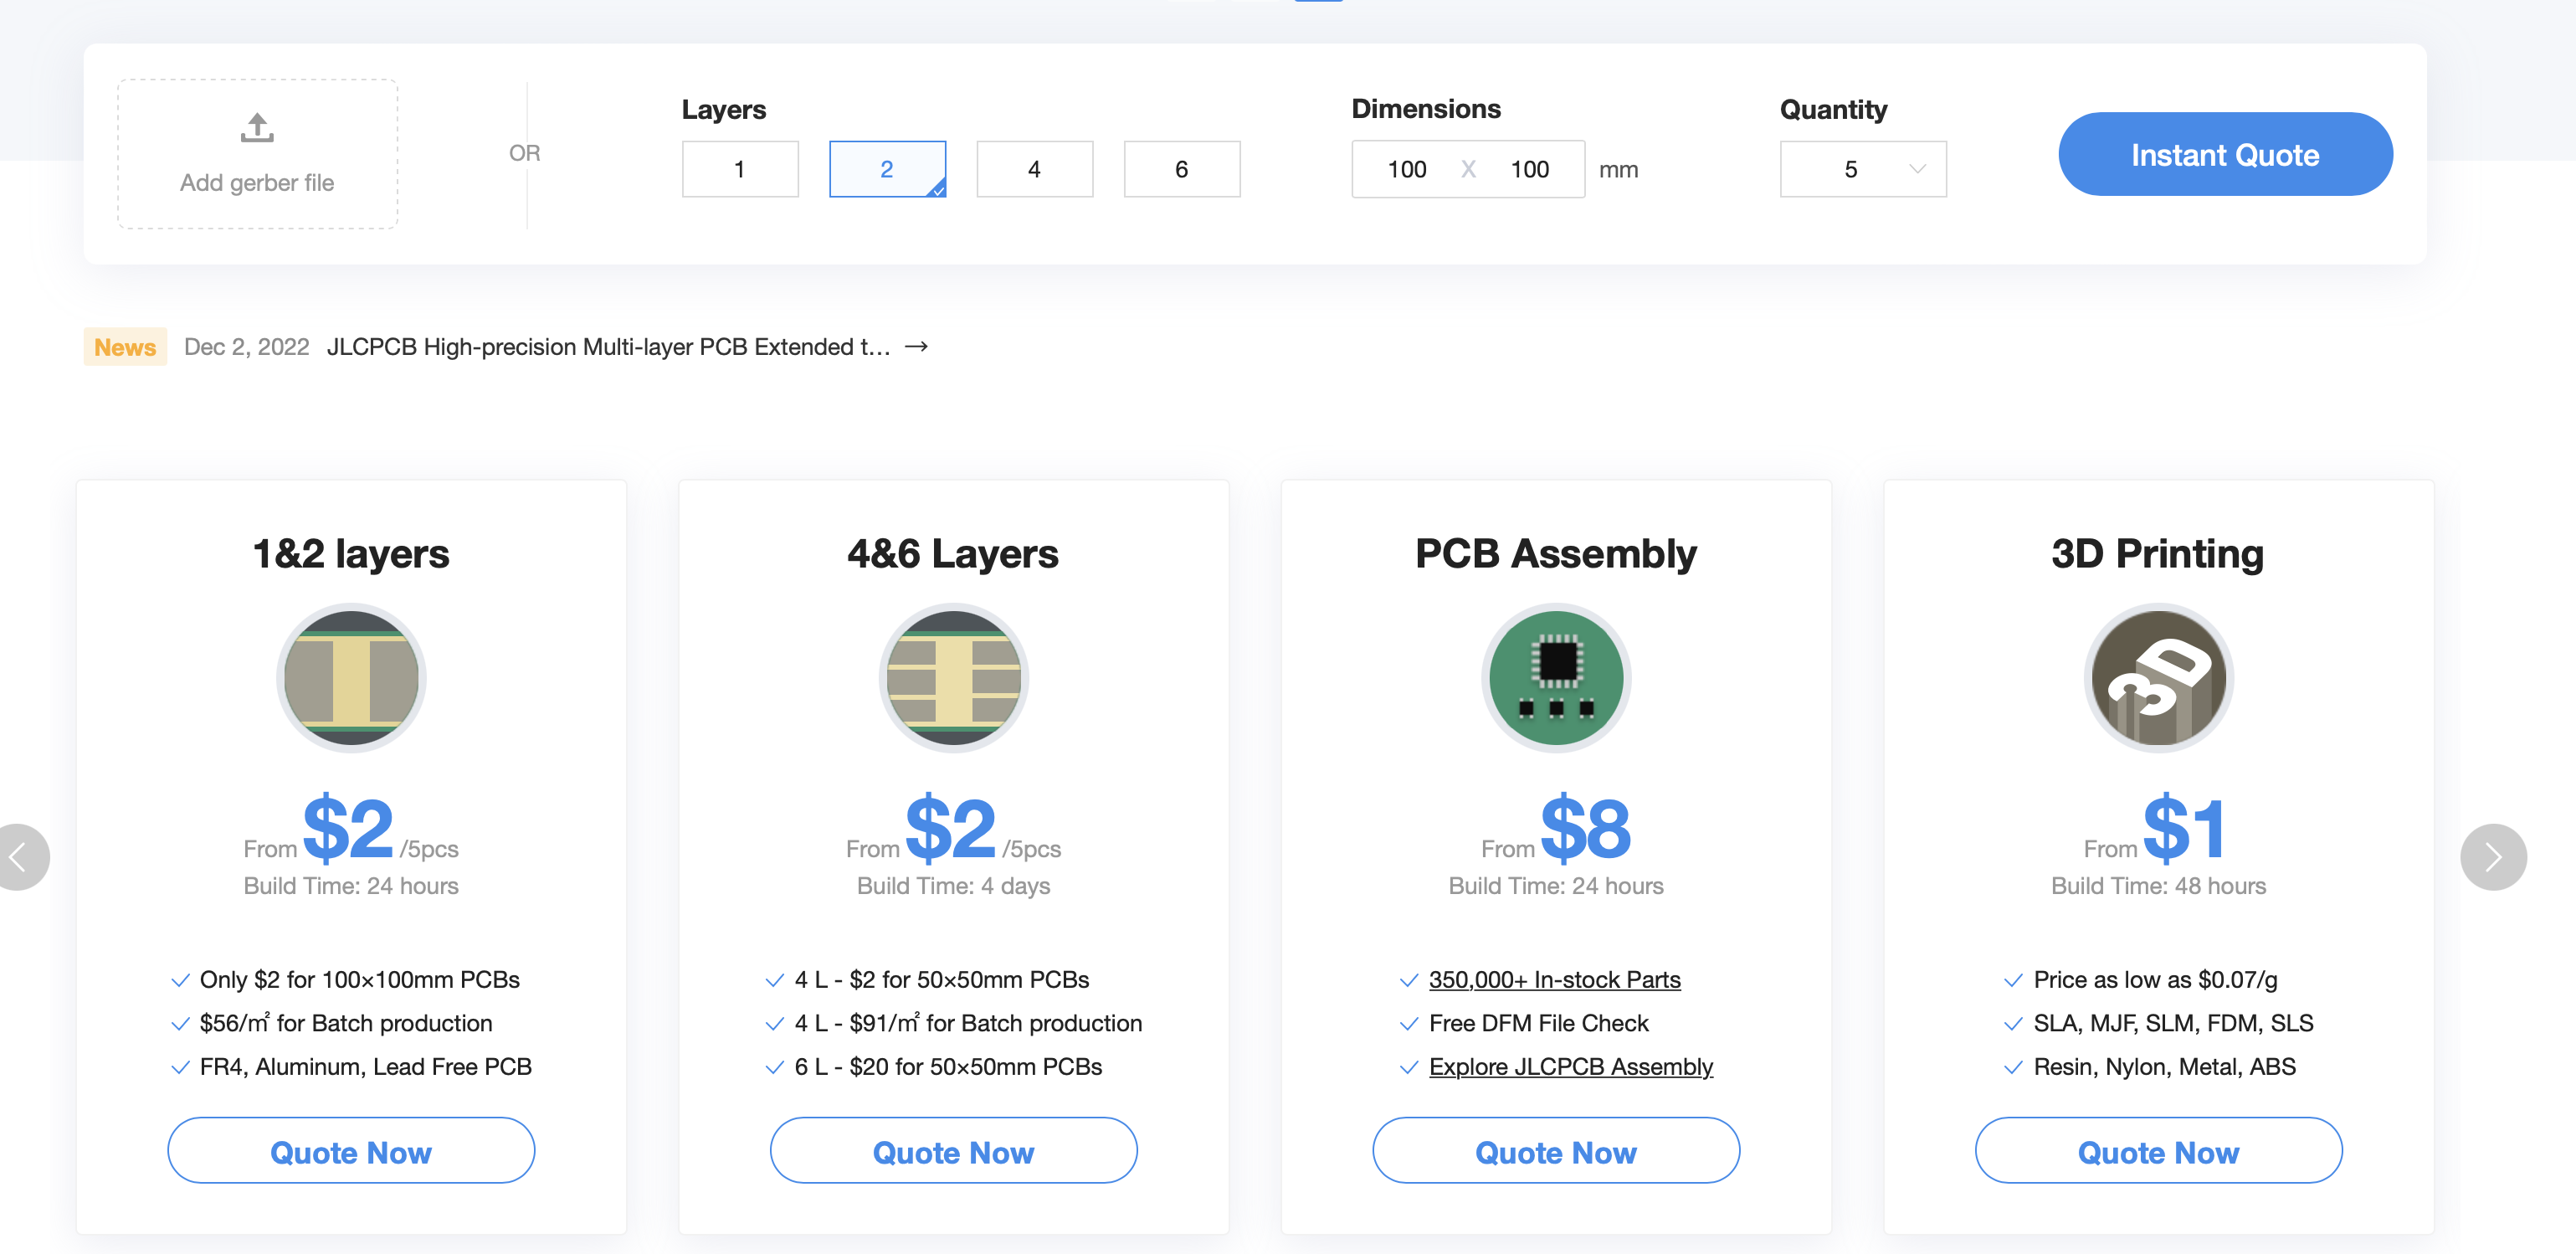 Add gerber file
OR
Layers
1 2 4 6
Dimensions
100 X 100 mm
Quantity
5
Instant Quote
News Dec 2, 2022 JLCPCB High-precision Multi-layer PCB Extended t... →
1&2 layers
From $2 /5pcs
Build Time: 24 hours
Only $2 for 100×100mm PCBs
$56/㎡ for Batch production
FR4, Aluminum, Lead Free PCB
Quote Now
4&6 Layers
From $2 /5pcs
Build Time: 4 days
4 L - $2 for 50×50mm PCBs
4 L - $91/㎡ for Batch production
6 L - $20 for 50×50mm PCBs
Quote Now
PCB Assembly
From $8
Build Time: 24 hours
350,000+ In-stock Parts
Free DFM File Check
Explore JLCPCB Assembly
Quote Now
3D Printing
3D
From $1
Build Time: 48 hours
Price as low as $0.07/g
SLA, MJF, SLM, FDM, SLS
Resin, Nylon, Metal, ABS
Quote Now